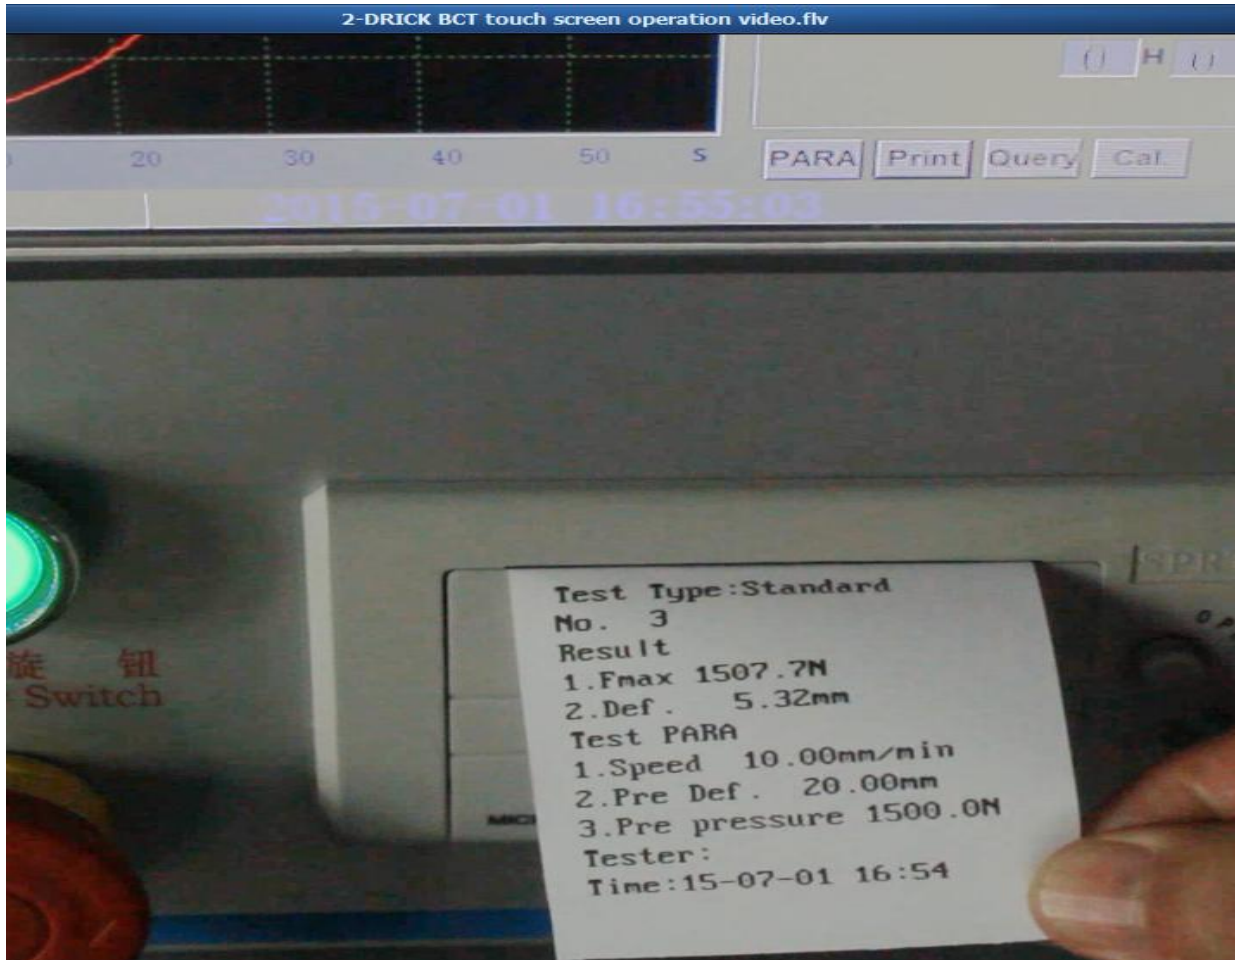 2-DRICK BCT touch screen operation video.flv
H
20 30 40 50 S
PARA Print Query Cal.
2015-07-01 16:55:03
旋 钮
Switch
Test Type:Standard
No. 3
Result
1.Fmax 1507.7N
2.Def. 5.32mm
Test PARA
1.Speed 10.00mm/min
2.Pre Def. 20.00mm
3.Pre pressure 1500.0N
Tester:
Time:15-07-01 16:54